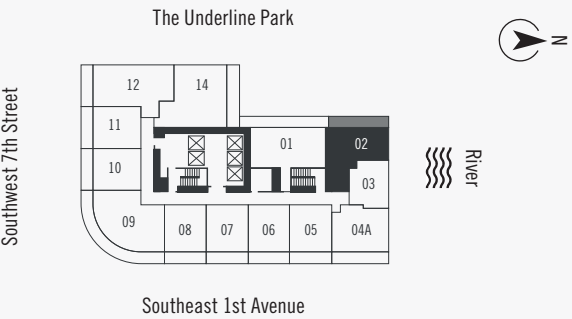 The Underline Park
N
Southwest 7th Street
12
14
11
01
02
10
03
09
08
07
06
05
04A
River
Southeast 1st Avenue